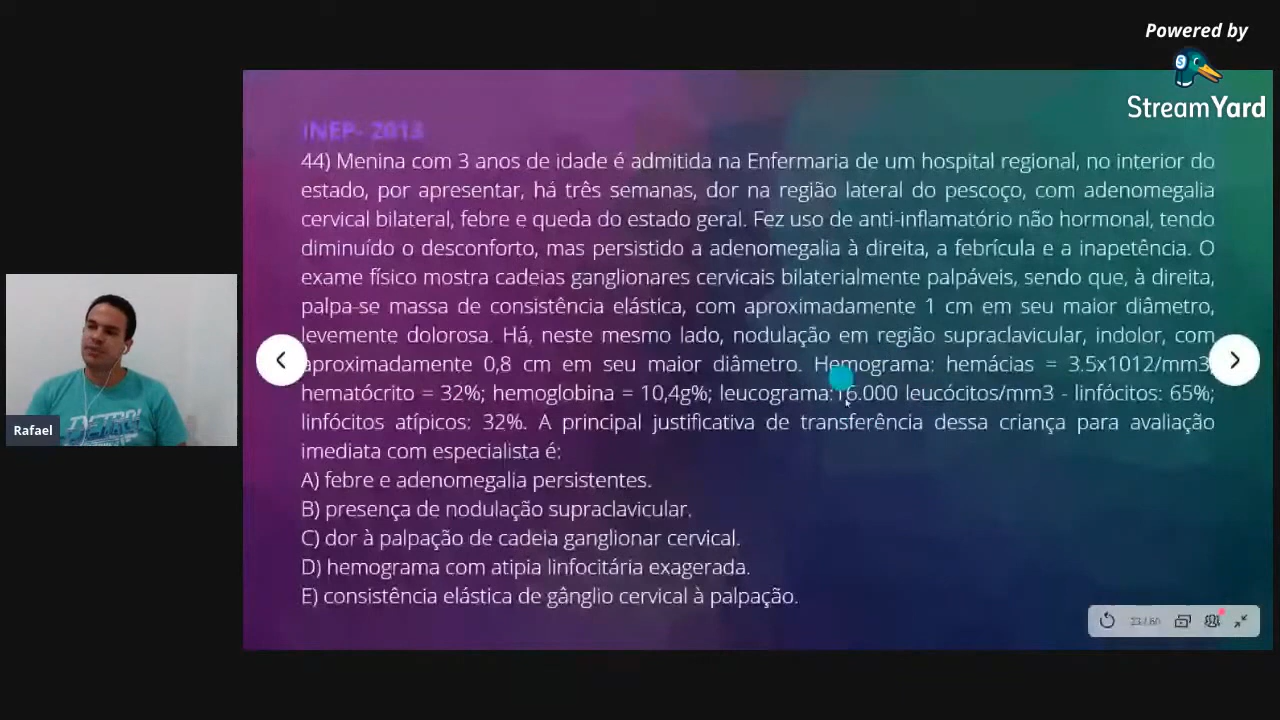 Powered by
StreamYard
INEP- 2013
44) Menina com 3 anos de idade é admitida na Enfermaria de um hospital regional, no interior do
estado, por apresentar, há três semanas, dor na região lateral do pescoço, com adenomegalia
cervical bilateral, febre e queda do estado geral. Fez uso de anti-inflamatório não hormonal, tendo
diminuído o desconforto, mas persistido a adenomegalia à direita, a febrícula e a inapetência. O
exame físico mostra cadeias ganglionares cervicais bilaterialmente palpáveis, sendo que, à direita,
palpa-se massa de consistência elástica, com aproximadamente 1 cm em seu maior diâmetro,
levemente dolorosa. Há, neste mesmo lado, nodulação em região supraclavicular, indolor, com
aproximadamente 0,8 cm em seu maior diâmetro. Hemograma: hemácias = 3.5x1012/mm3;
hematócrito = 32%; hemoglobina = 10,4g%; leucograma:16.000 leucócitos/mm3 - linfócitos: 65%;
linfócitos atípicos: 32%. A principal justificativa de transferência dessa criança para avaliação
imediata com especialista é:
A) febre e adenomegalia persistentes.
B) presença de nodulação supraclavicular.
C) dor à palpação de cadeia ganglionar cervical.
D) hemograma com atipia linfocitária exagerada.
E) consistência elástica de gânglio cervical à palpação.
Rafael
23 / 60